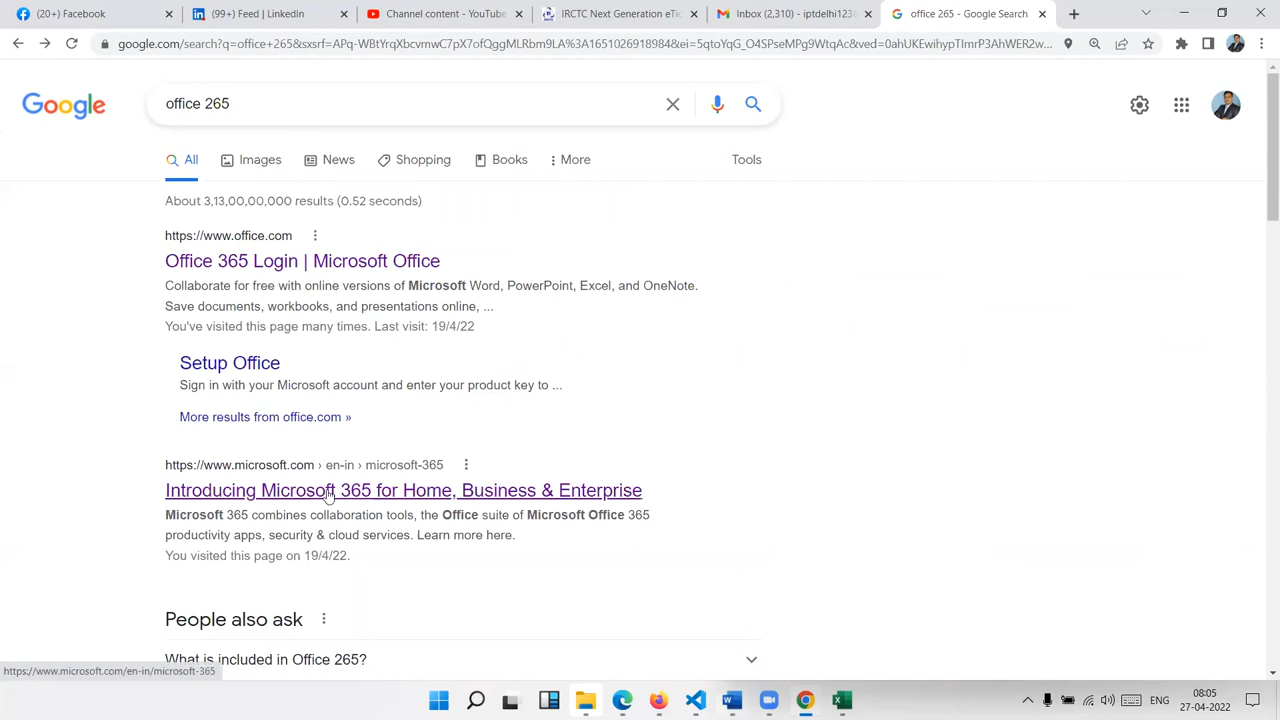 (20+) Facebook
(99+) Feed | LinkedIn
Channel content - YouTube
IRCTC Next Generation eTic
Inbox (2,310) - iptdelhi123@
office 265 - Google Search
google.com/search?q=office+265&sxsrf=APq-WBtYrqXbcvmwC7pX7qQggMLRbm9LA%3A1651026918984&ei=5qtoYqG_O4SPseMPg9WtqAc&ved=0ahUKEwihypTImrP3AhWER2w...
Google
office 265
All
Images
News
Shopping
Books
More
Tools
About 3,13,00,00,000 results (0.52 seconds)
https://www.office.com
Office 365 Login | Microsoft Office
Collaborate for free with online versions of Microsoft Word, PowerPoint, Excel, and OneNote.
Save documents, workbooks, and presentations online, ...
You've visited this page many times. Last visit: 19/4/22
Setup Office
Sign in with your Microsoft account and enter your product key to ...
More results from office.com »
https://www.microsoft.com › en-in › microsoft-365
Introducing Microsoft 365 for Home, Business & Enterprise
Microsoft 365 combines collaboration tools, the Office suite of Microsoft Office 365
productivity apps, security & cloud services. Learn more here.
You visited this page on 19/4/22.
People also ask
What is included in Office 265?
https://www.microsoft.com/en-in/microsoft-365
ENG
08:05
27-04-2022